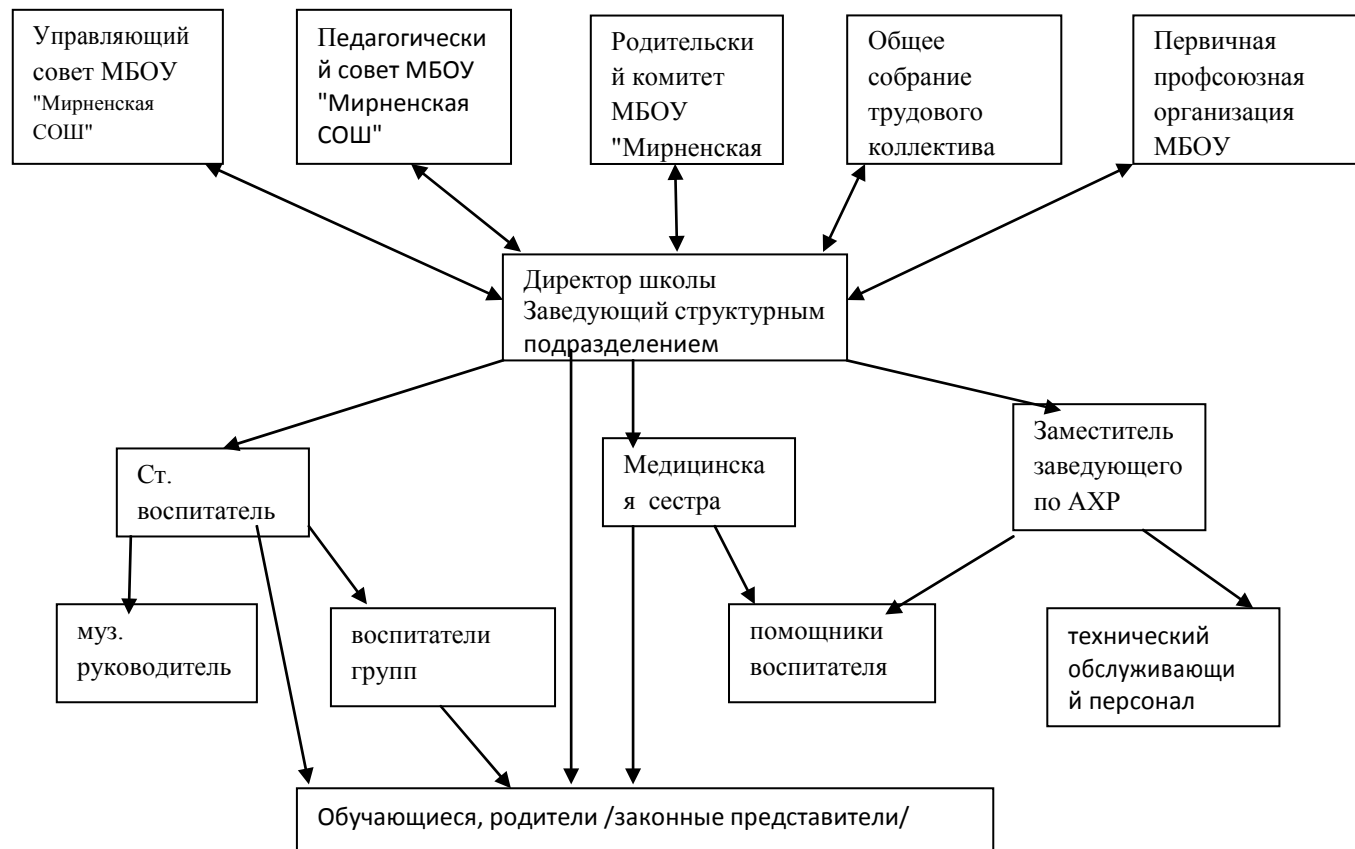 Управляющий
совет МБОУ
"Мирненская
СОШ"
Педагогически
й совет МБОУ
"Мирненская
СОШ"
Родительски
й комитет
МБОУ
"Мирненская
Общее
собрание
трудового
коллектива
Первичная
профсоюзная
организация
МБОУ
Директор школы
Заведующий структурным
подразделением
Ст.
воспитатель
Медицинска
я сестра
Заместитель
заведующего
по АХР
муз.
руководитель
воспитатели
групп
помощники
воспитателя
технический
обслуживающи
й персонал
Обучающиеся, родители /законные представители/